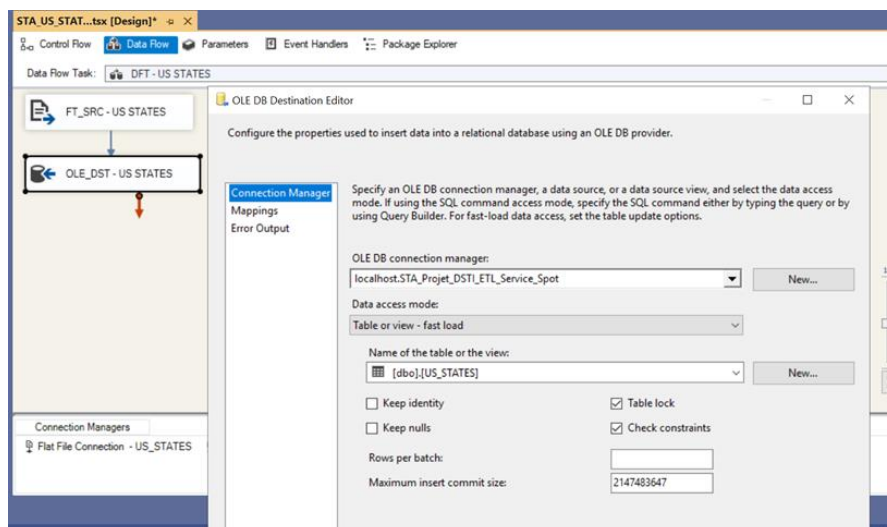 STA_US_STAT...tsx [Design]*
Control Flow Data Flow Parameters Event Handlers Package Explorer
Data Flow Task: DFT - US STATES
FT_SRC - US STATES
OLE_DST - US STATES
OLE DB Destination Editor
Configure the properties used to insert data into a relational database using an OLE DB provider.
Connection Manager
Mappings
Error Output
Specify an OLE DB connection manager, a data source, or a data source view, and select the data access
mode. If using the SQL command access mode, specify the SQL command either by typing the query or by
using Query Builder. For fast-load data access, set the table update options.
OLE DB connection manager:
localhost.STA_Projet_DSTI_ETL_Service_Spot New...
Data access mode:
Table or view - fast load
Name of the table or the view:
[dbo].[US_STATES] New...
Keep identity Table lock
Keep nulls Check constraints
Rows per batch:
Maximum insert commit size: 2147483647
Connection Managers
Flat File Connection - US_STATES